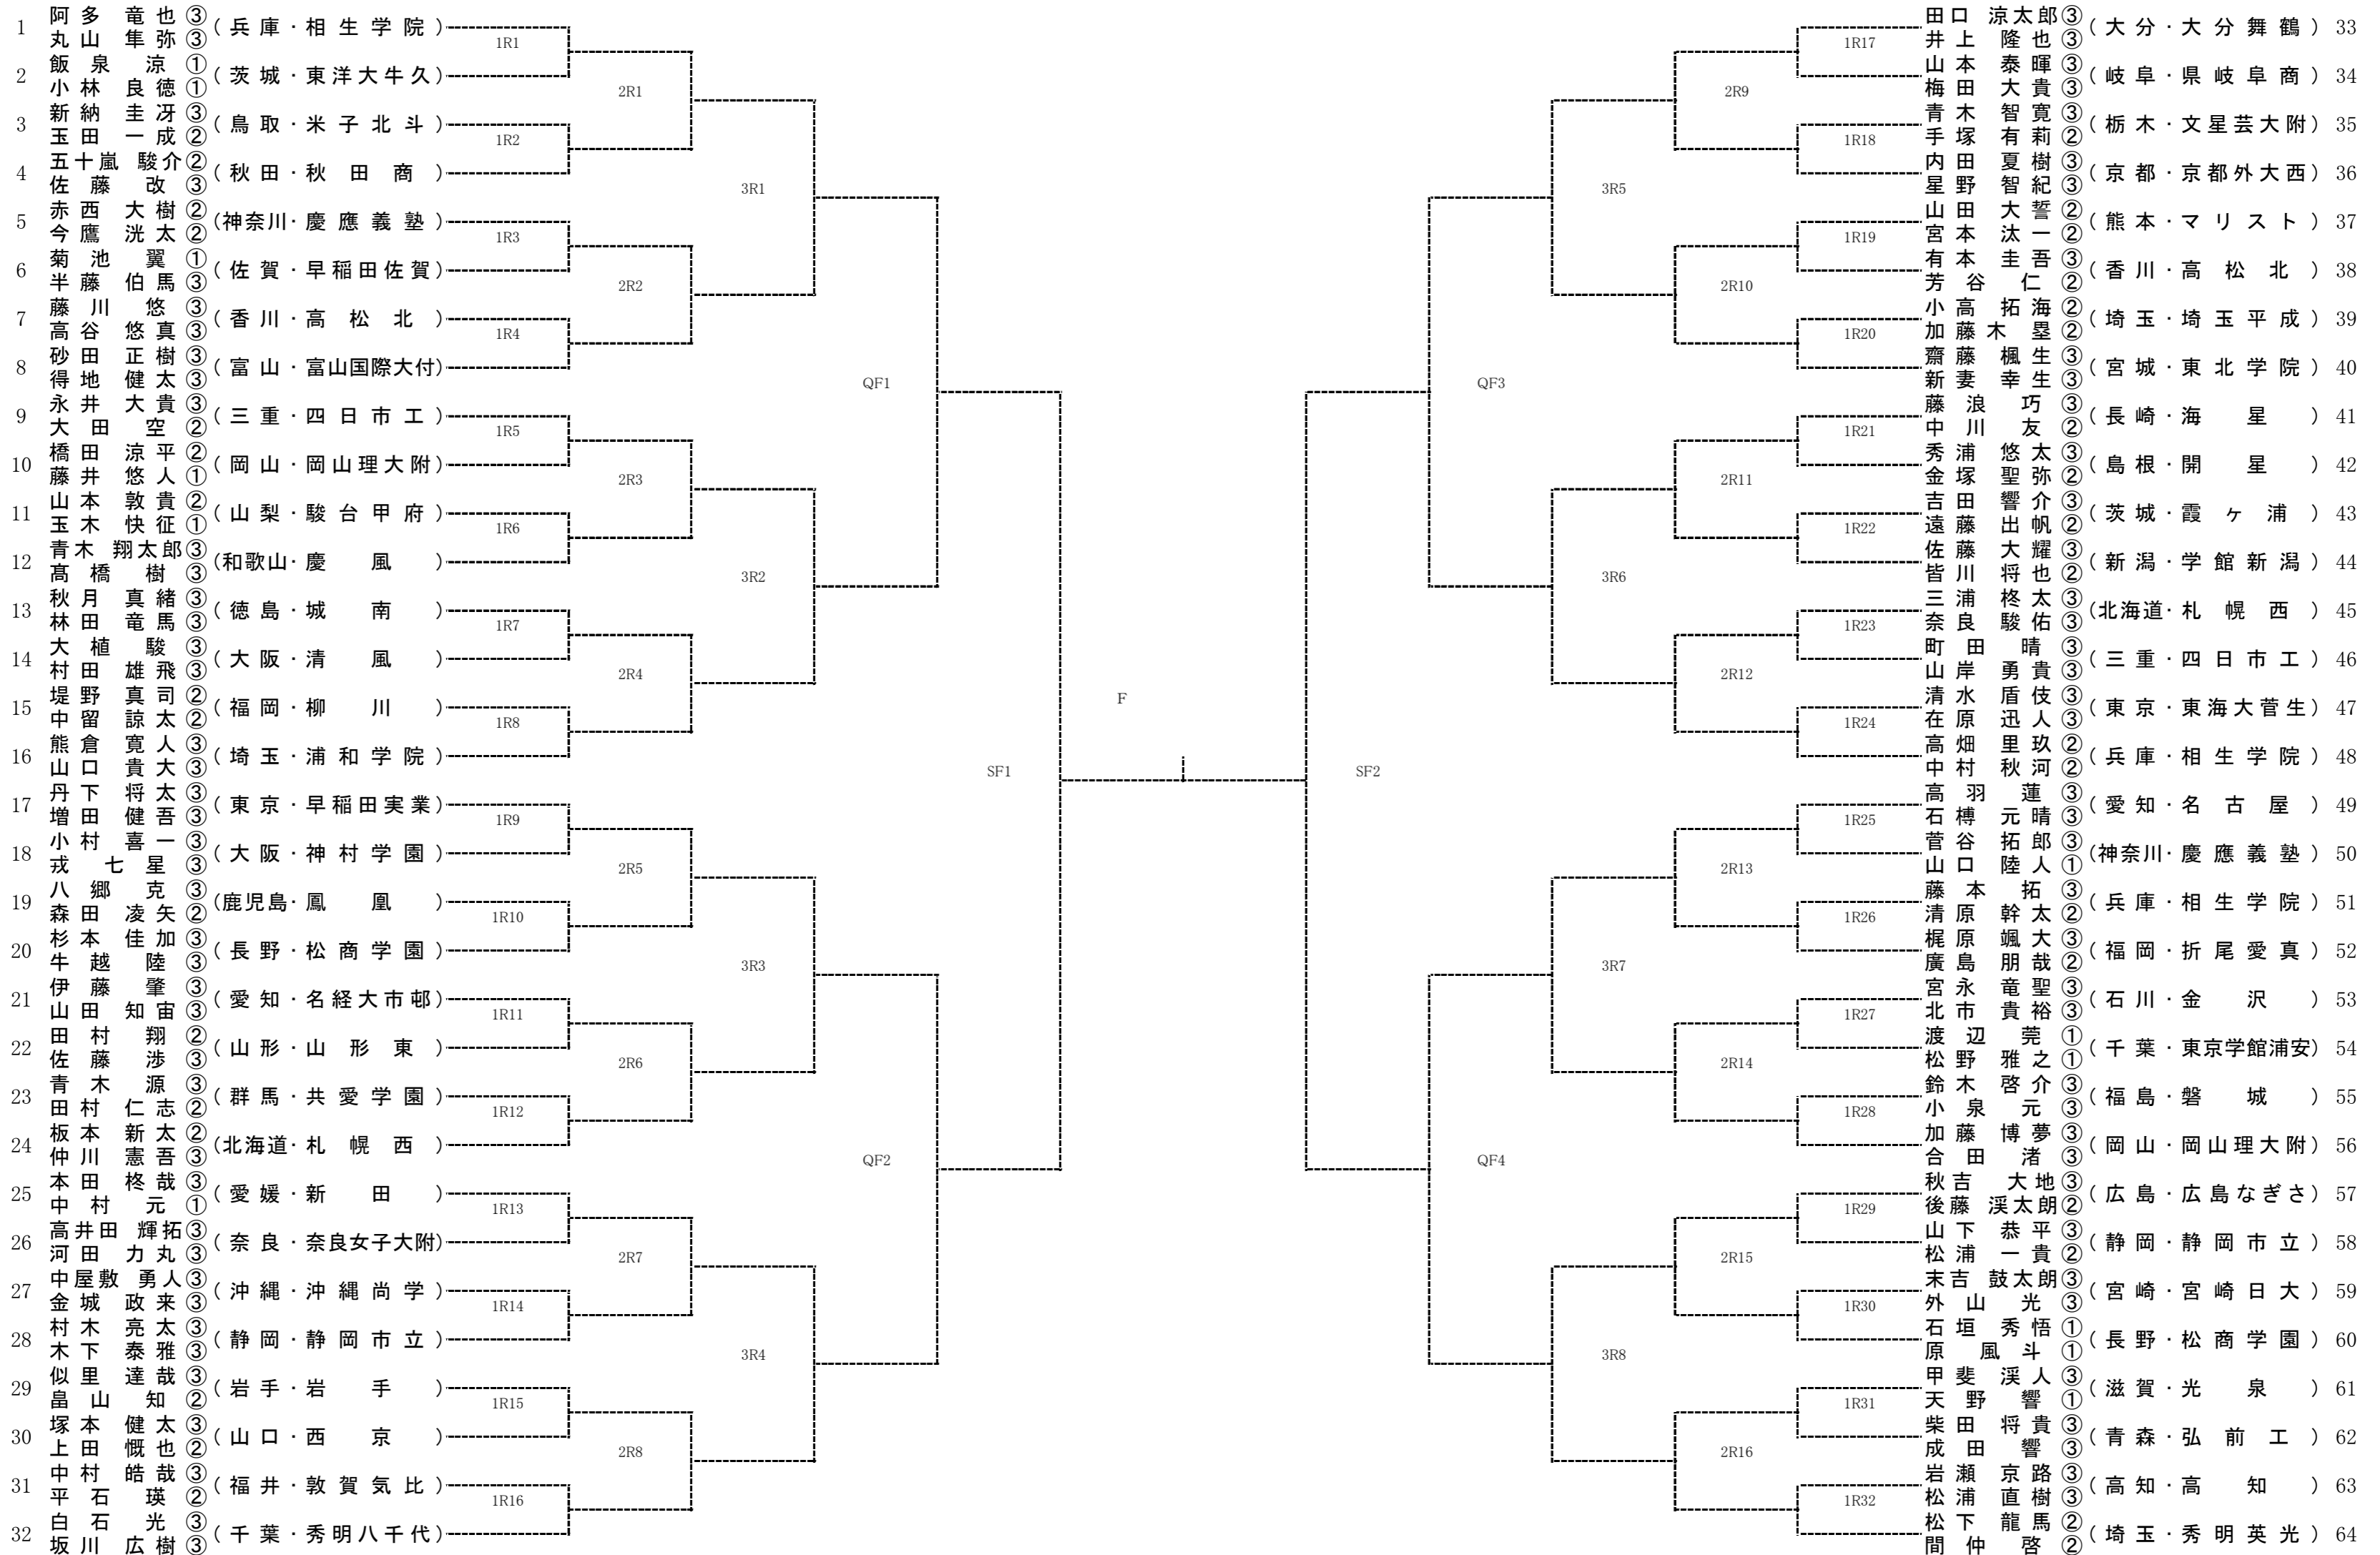 1 阿多 竜也③ 丸山 隼弥③ (兵庫・相生学院)
1R1
2 飯泉 涼① 小林 良徳① (茨城・東洋大牛久)
2R1
3 新納 圭冴③ 玉田 一成② (鳥取・米子北斗)
1R2
4 五十嵐 駿介② 佐藤 改③ (秋田・秋田商)
3R1
5 赤西 大樹② 今鷹 洸太② (神奈川・慶應義塾)
1R3
6 菊池 翼① 半藤 伯馬③ (佐賀・早稲田佐賀)
2R2
7 藤川 悠③ 高谷 悠真③ (香川・高松北)
1R4
8 砂田 正樹③ 得地 健太③ (富山・富山国際大付)
QF1
9 永井 大貴③ 大田 空② (三重・四日市工)
1R5
10 橋田 涼平② 藤井 悠人① (岡山・岡山理大附)
2R3
11 山本 敦貴② 玉木 快征① (山梨・駿台甲府)
1R6
12 青木 翔太郎③ 髙橋 樹③ (和歌山・慶風)
3R2
13 秋月 真緒③ 林田 竜馬③ (徳島・城南)
1R7
14 大植 駿③ 村田 雄飛③ (大阪・清風)
2R4
15 堤野 真司② 中留 諒太② (福岡・柳川)
1R8
16 熊倉 寛人③ 山口 貴大③ (埼玉・浦和学院)
SF1
17 丹下 将太③ 増田 健吾③ (東京・早稲田実業)
1R9
18 小村 喜一③ 戎 七星③ (大阪・神村学園)
2R5
19 八郷 克③ 森田 凌矢② (鹿児島・鳳凰)
1R10
20 杉本 佳加③ 牛越 陸③ (長野・松商学園)
3R3
21 伊藤 肇③ 山田 知宙③ (愛知・名経大市邨)
1R11
22 田村 翔② 佐藤 渉③ (山形・山形東)
2R6
23 青木 源③ 田村 仁志② (群馬・共愛学園)
1R12
24 板本 新太② 仲川 憲吾③ (北海道・札幌西)
QF2
25 本田 柊哉③ 中村 元① (愛媛・新田)
1R13
26 高井田 輝拓③ 河田 力丸③ (奈良・奈良女子大附)
2R7
27 中屋敷 勇人③ 金城 政来③ (沖縄・沖縄尚学)
1R14
28 村木 亮太③ 木下 泰雅③ (静岡・静岡市立)
3R4
29 似里 達哉③ 畠山 知② (岩手・岩手)
1R15
30 塚本 健太③ 上田 慨也② (山口・西京)
2R8
31 中村 皓哉③ 平石 瑛② (福井・敦賀気比)
1R16
32 白石 光③ 坂川 広樹③ (千葉・秀明八千代)
F
田口 涼太郎③ 井上 隆也③ (大分・大分舞鶴) 33
1R17
山本 泰暉③ 梅田 大貴③ (岐阜・県岐阜商) 34
2R9
青木 智寛③ 手塚 有莉② (栃木・文星芸大附) 35
1R18
内田 夏樹③ 星野 智紀③ (京都・京都外大西) 36
3R5
山田 大誓② 宮本 汰一② (熊本・マリスト) 37
1R19
有本 圭吾③ 芳谷 仁② (香川・高松北) 38
2R10
小高 拓海② 加藤木 塁② (埼玉・埼玉平成) 39
1R20
齋藤 楓生③ 新妻 幸生③ (宮城・東北学院) 40
QF3
藤浪 巧③ 中川 友② (長崎・海星) 41
1R21
秀浦 悠太③ 金塚 聖弥② (島根・開星) 42
2R11
吉田 響介③ 遠藤 出帆② (茨城・霞ヶ浦) 43
1R22
佐藤 大耀③ 皆川 将也② (新潟・学館新潟) 44
3R6
三浦 柊太③ 奈良 駿佑③ (北海道・札幌西) 45
1R23
町田 晴③ 山岸 勇貴③ (三重・四日市工) 46
2R12
清水 盾伎③ 在原 迅人③ (東京・東海大菅生) 47
1R24
高畑 里玖② 中村 秋河② (兵庫・相生学院) 48
SF2
高羽 蓮③ 石榑 元晴③ (愛知・名古屋) 49
1R25
菅谷 拓郎③ 山口 陸人① (神奈川・慶應義塾) 50
2R13
藤本 拓③ 清原 幹太② (兵庫・相生学院) 51
1R26
梶原 颯大③ 廣島 朋哉② (福岡・折尾愛真) 52
3R7
宮永 竜聖③ 北市 貴裕③ (石川・金沢) 53
1R27
渡辺 莞① 松野 雅之① (千葉・東京学館浦安) 54
2R14
鈴木 啓介③ 小泉 元③ (福島・磐城) 55
1R28
加藤 博夢③ 合田 渚③ (岡山・岡山理大附) 56
QF4
秋吉 大地③ 後藤 渓太朗② (広島・広島なぎさ) 57
1R29
山下 恭平③ 松浦 一貴② (静岡・静岡市立) 58
2R15
末吉 鼓太朗③ 外山 光③ (宮崎・宮崎日大) 59
1R30
石垣 秀悟① 原 風斗① (長野・松商学園) 60
3R8
甲斐 渓人③ 天野 響① (滋賀・光泉) 61
1R31
柴田 将貴③ 成田 響③ (青森・弘前工) 62
2R16
岩瀬 京路③ 松浦 直樹③ (高知・高知) 63
1R32
松下 龍馬② 間仲 啓② (埼玉・秀明英光) 64